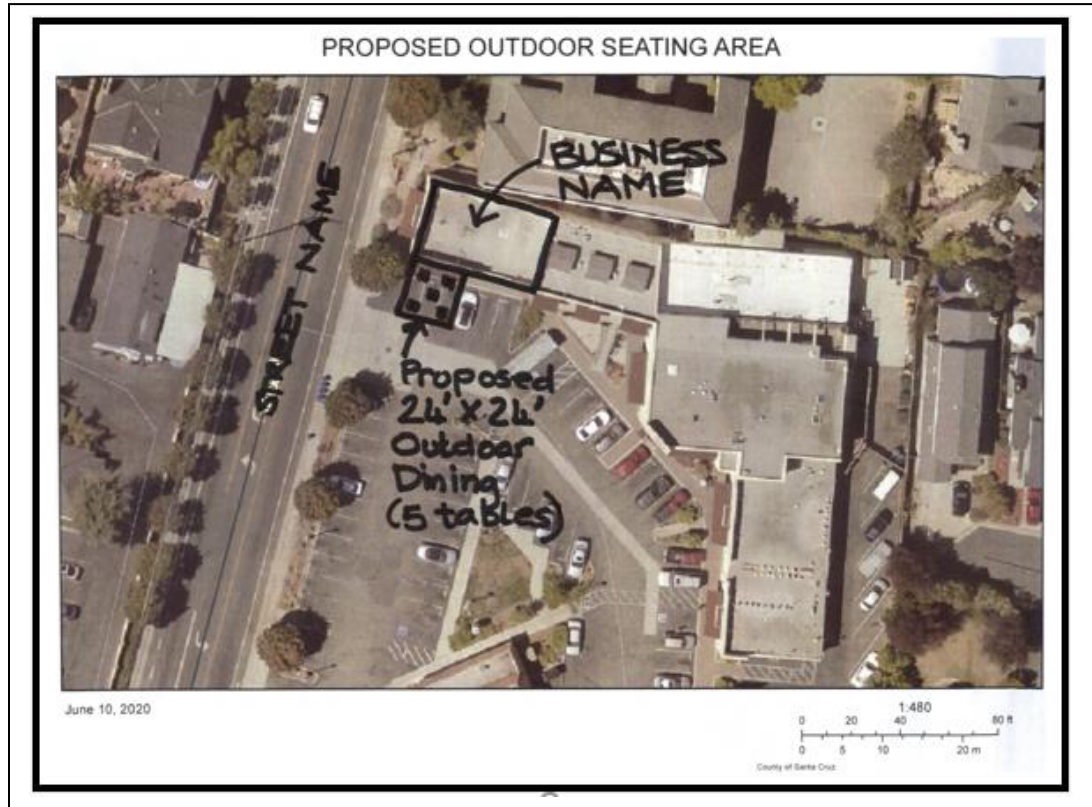 PROPOSED OUTDOOR SEATING AREA
BUSINESS
NAME
STREET NAME
Proposed
24' X 24'
Outdoor
Dining
(5 tables)
June 10, 2020
1:480
0 20 40 80 ft
0 5 10 20 m
County of Santa Cruz